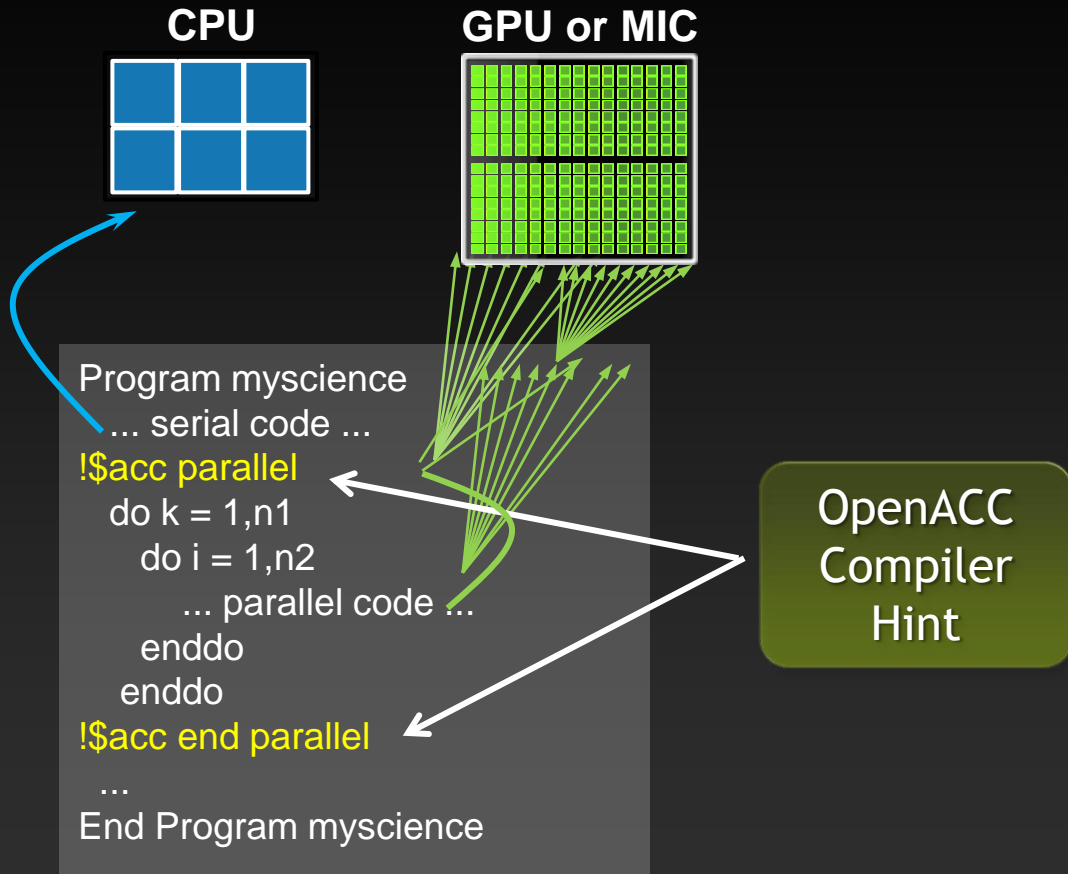 CPU
GPU or MIC
Program myscience
... serial code ...
!$acc parallel
do k = 1,n1
do i = 1,n2
... parallel code ...
enddo
enddo
!$acc end parallel
...
End Program myscience
OpenACC
Compiler
Hint